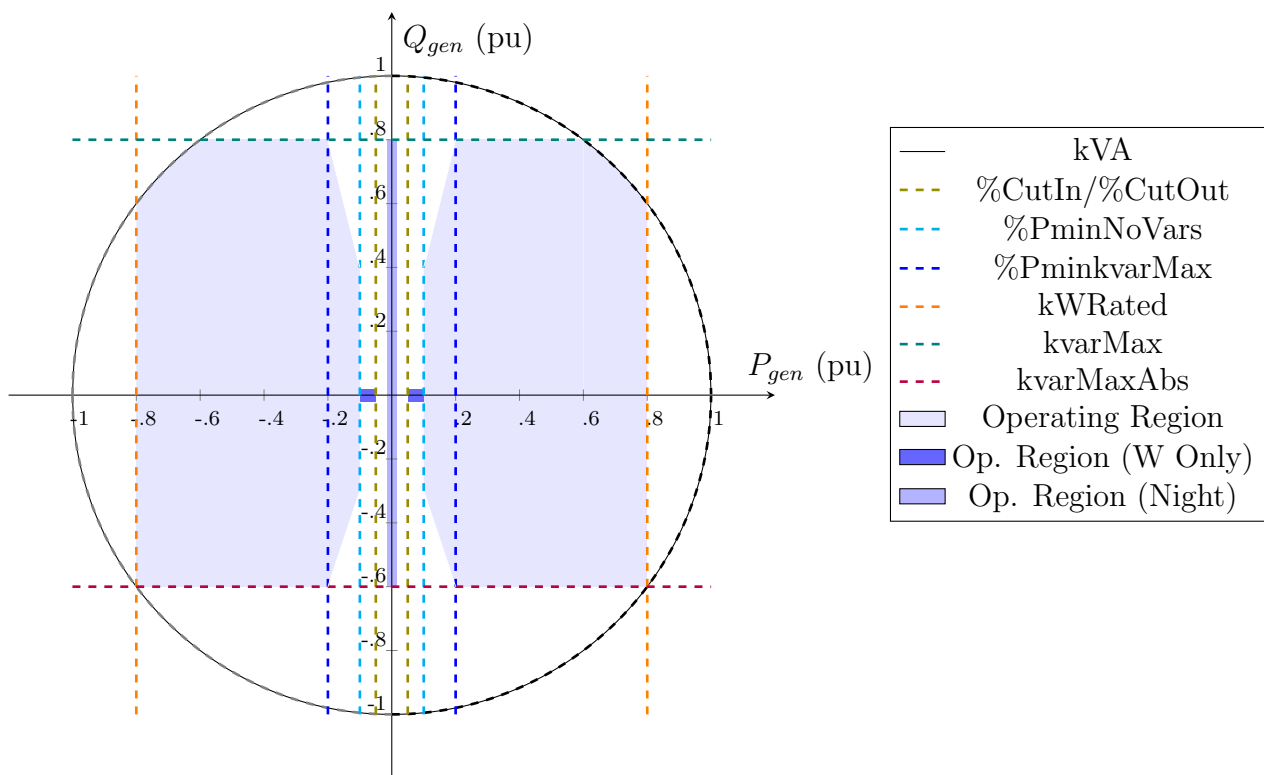 Q_gen (pu)
1
.8
.6
.4
.2
P_gen (pu)
-1
-.8
-.6
-.4
-.2
.2
.4
.6
.8
1
-.2
-.4
-.6
-.8
-1
kVA
%CutIn/%CutOut
%PminNoVars
%PminkvarMax
kWRated
kvarMax
kvarMaxAbs
Operating Region
Op. Region (W Only)
Op. Region (Night)